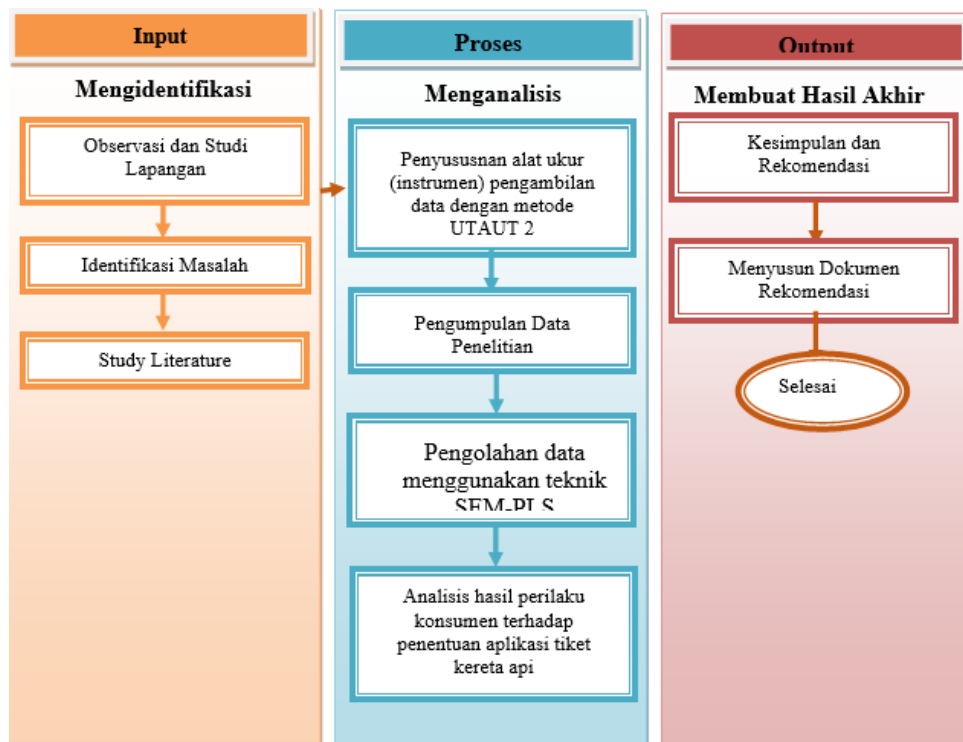 Input
Mengidentifikasi
Observasi dan Studi
Lapangan
Identifikasi Masalah
Study Literature
Proses
Menganalisis
Penyususnan alat ukur
(instrumen) pengambilan
data dengan metode
UTAUT 2
Pengumpulan Data
Penelitian
Pengolahan data
menggunakan teknik
SEM-PLS
Analisis hasil perilaku
konsumen terhadap
penentuan aplikasi tiket
kereta api
Output
Membuat Hasil Akhir
Kesimpulan dan
Rekomendasi
Menyusun Dokumen
Rekomendasi
Selesai